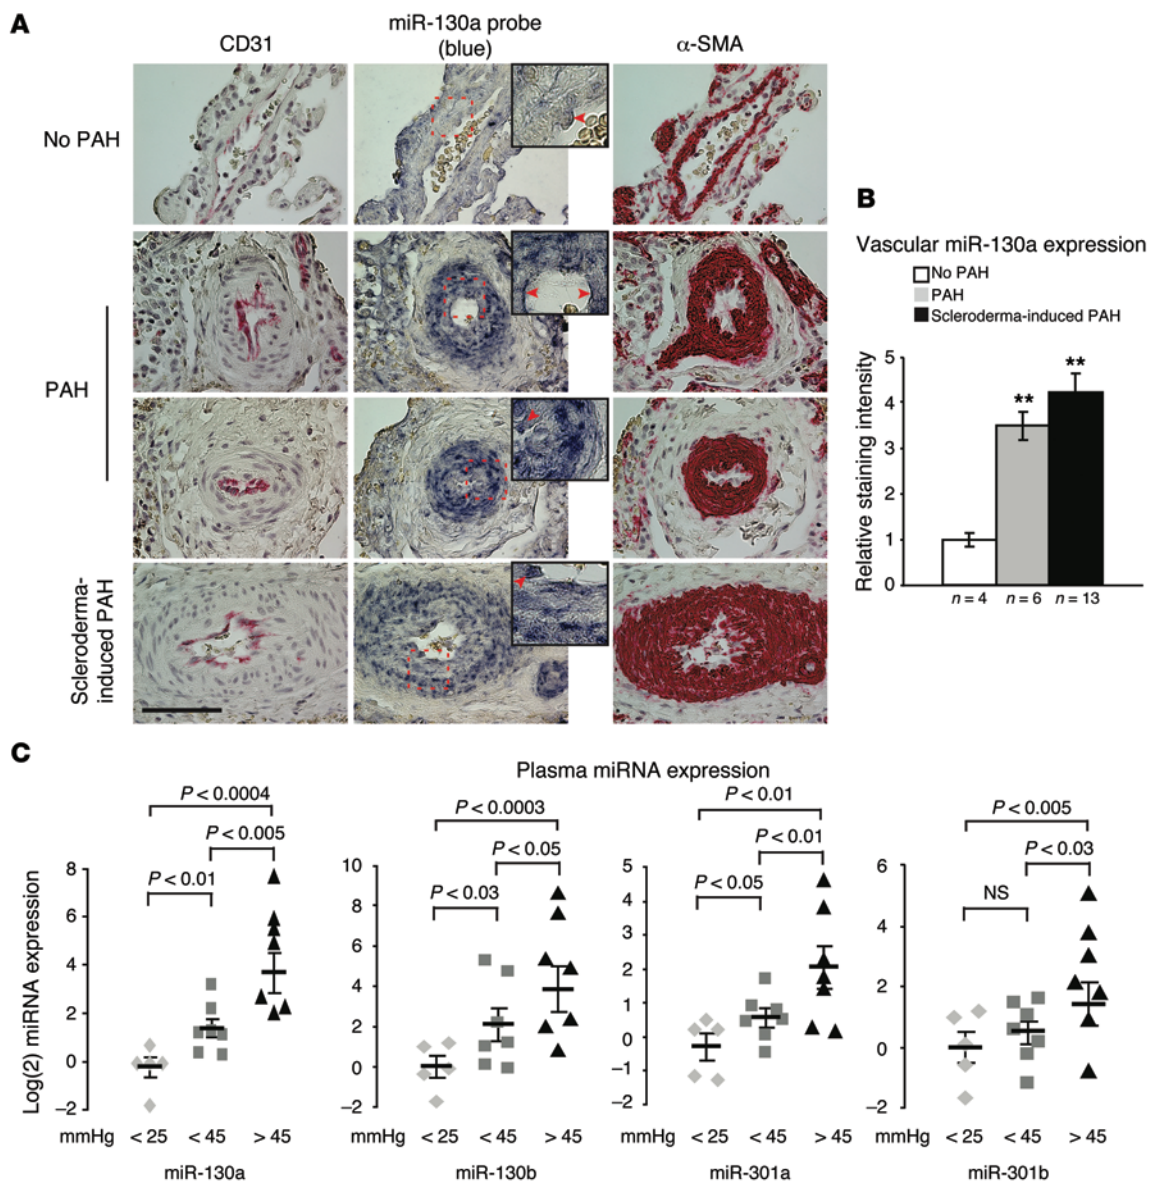 A
CD31
miR-130a probe
(blue)
α-SMA
No PAH
PAH
Scleroderma-
induced PAH
B
Vascular miR-130a expression
No PAH
PAH
Scleroderma-induced PAH
Relative staining intensity
5
4
3
2
1
0
**
**
n = 4
n = 6
n = 13
C
Plasma miRNA expression
Log(2) miRNA expression
P < 0.0004
P < 0.005
P < 0.01
8
6
4
2
0
–2
mmHg
< 25
< 45
> 45
miR-130a
P < 0.0003
P < 0.05
P < 0.03
10
8
6
4
2
0
–2
mmHg
< 25
< 45
> 45
miR-130b
P < 0.01
P < 0.01
P < 0.05
5
4
3
2
1
0
–1
–2
mmHg
< 25
< 45
> 45
miR-301a
P < 0.005
P < 0.03
NS
6
4
2
0
–2
mmHg
< 25
< 45
> 45
miR-301b